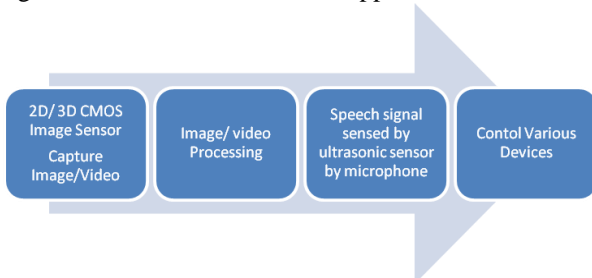 2D/ 3D CMOS
Image Sensor
Capture
Image/Video
Image/ video
Processing
Speech signal
sensed by
ultrasonic sensor
by microphone
Contol Various
Devices